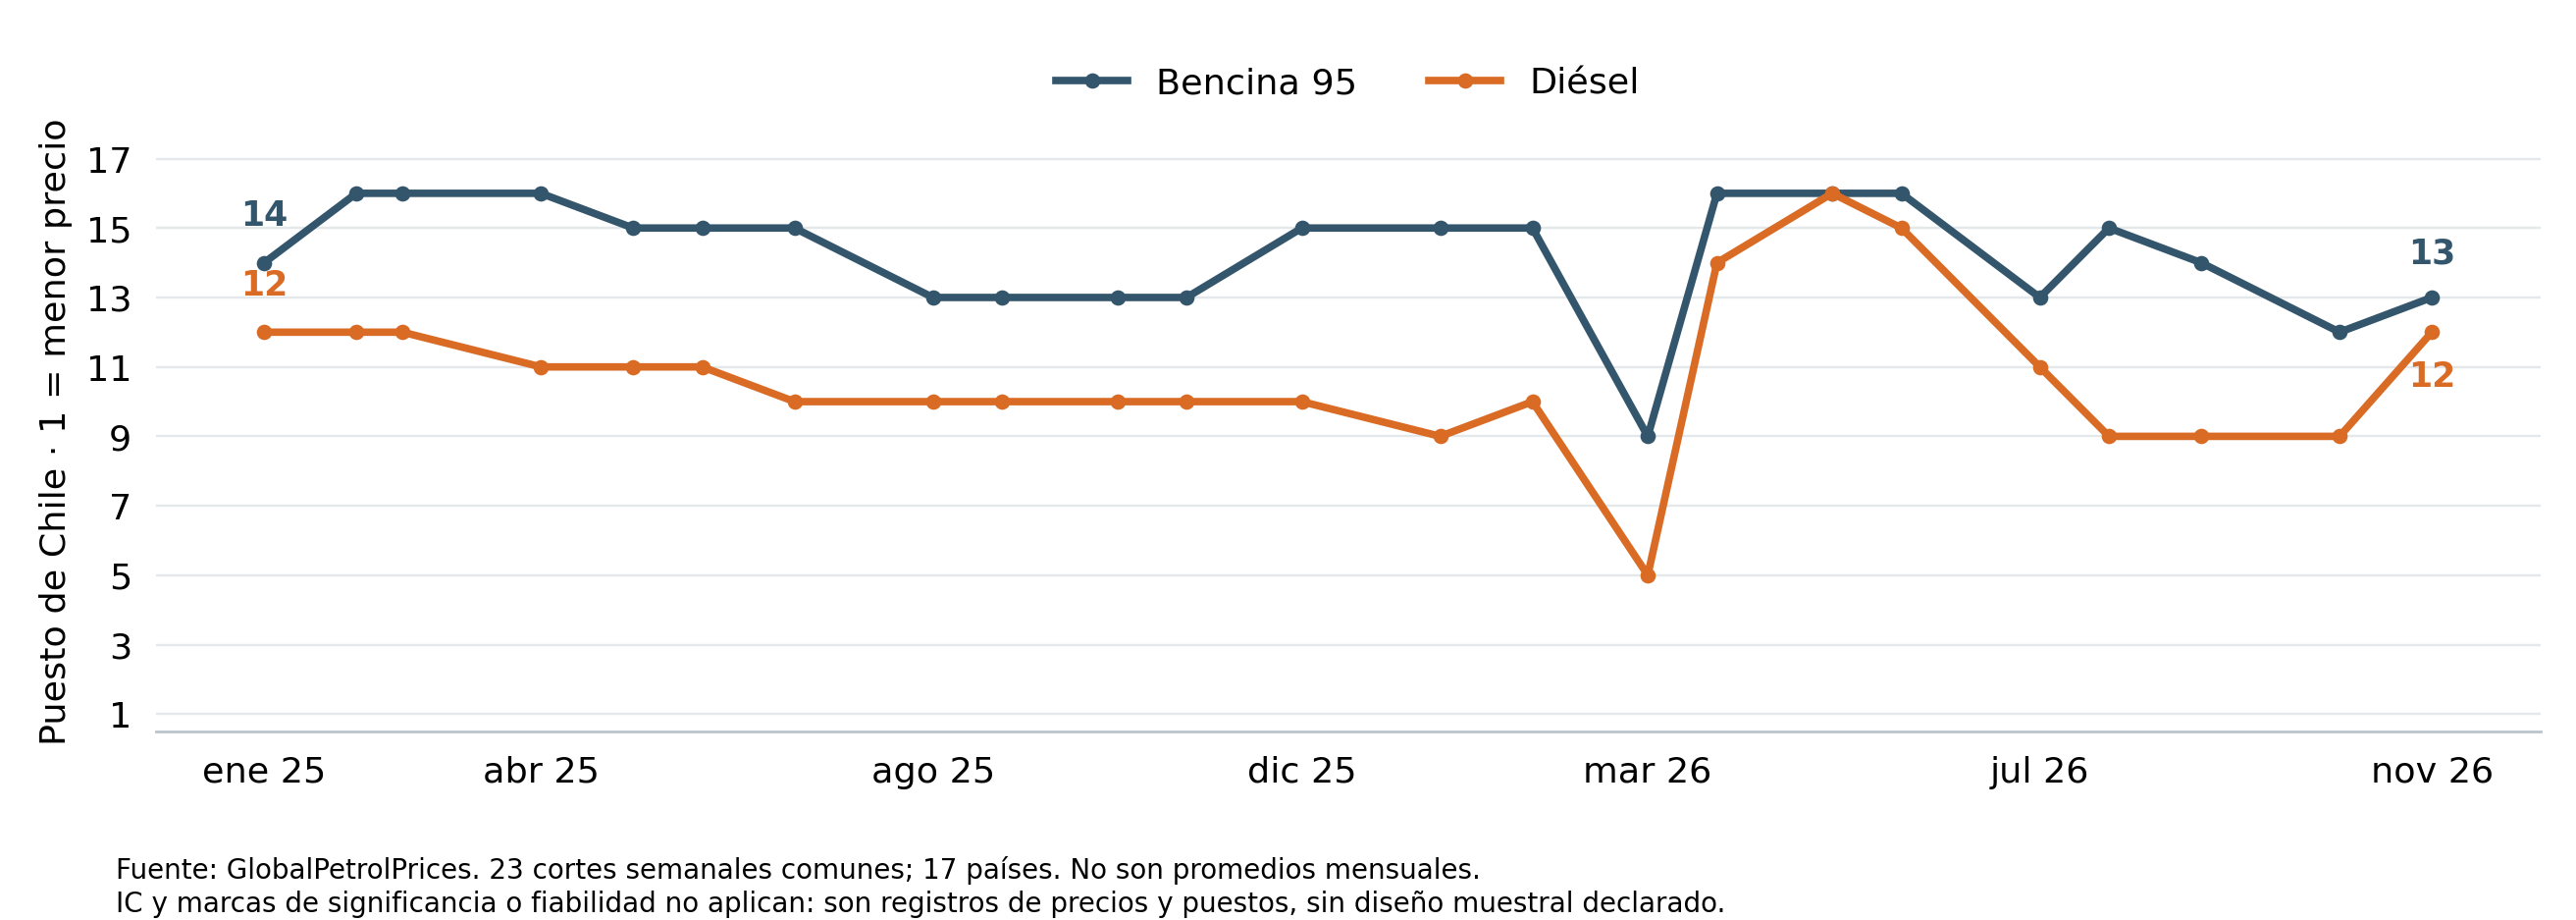 Bencina 95
Diésel
Puesto de Chile · 1 = menor precio
17
15
13
11
9
7
5
3
1
14
12
13
12
ene 25
abr 25
ago 25
dic 25
mar 26
jul 26
nov 26
Fuente: GlobalPetrolPrices. 23 cortes semanales comunes; 17 países. No son promedios mensuales.
IC y marcas de significancia o fiabilidad no aplican: son registros de precios y puestos, sin diseño muestral declarado.